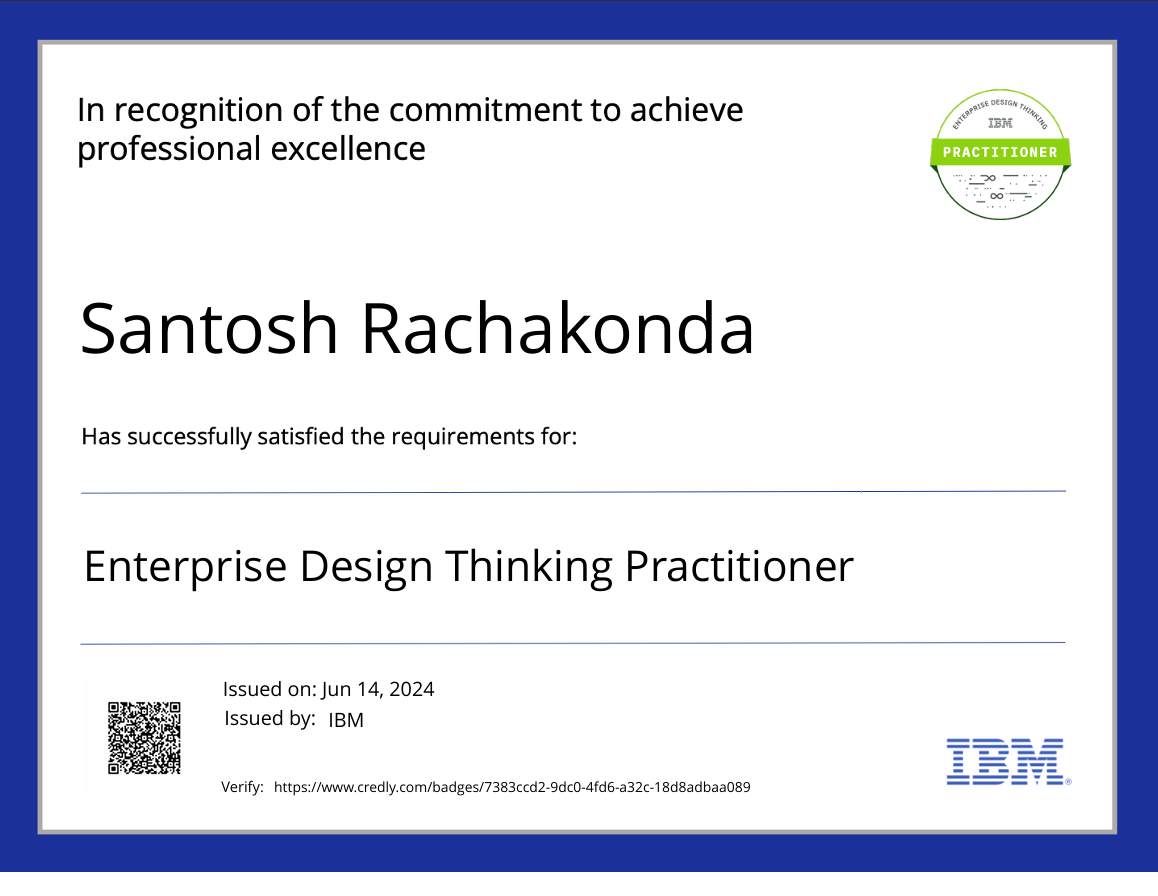 In recognition of the commitment to achieve
professional excellence
ENTERPRISE DESIGN THINKING
IBM
PRACTITIONER
Santosh Rachakonda
Has successfully satisfied the requirements for:
Enterprise Design Thinking Practitioner
Issued on: Jun 14, 2024
Issued by: IBM
Verify: https://www.credly.com/badges/7383ccd2-9dc0-4fd6-a32c-18d8adbaa089
IBM®